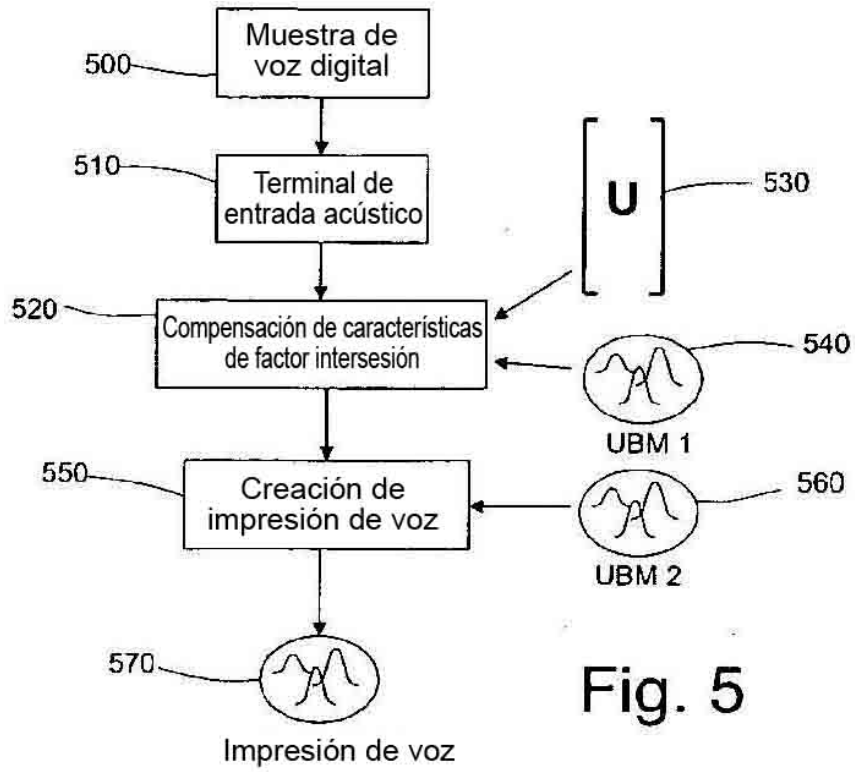 Muestra de
voz digital
500
510
Terminal de
entrada acústico
U
530
520
Compensación de características
de factor intersesión
540
UBM 1
550
Creación de
impresión de voz
560
UBM 2
570
Impresión de voz
Fig. 5